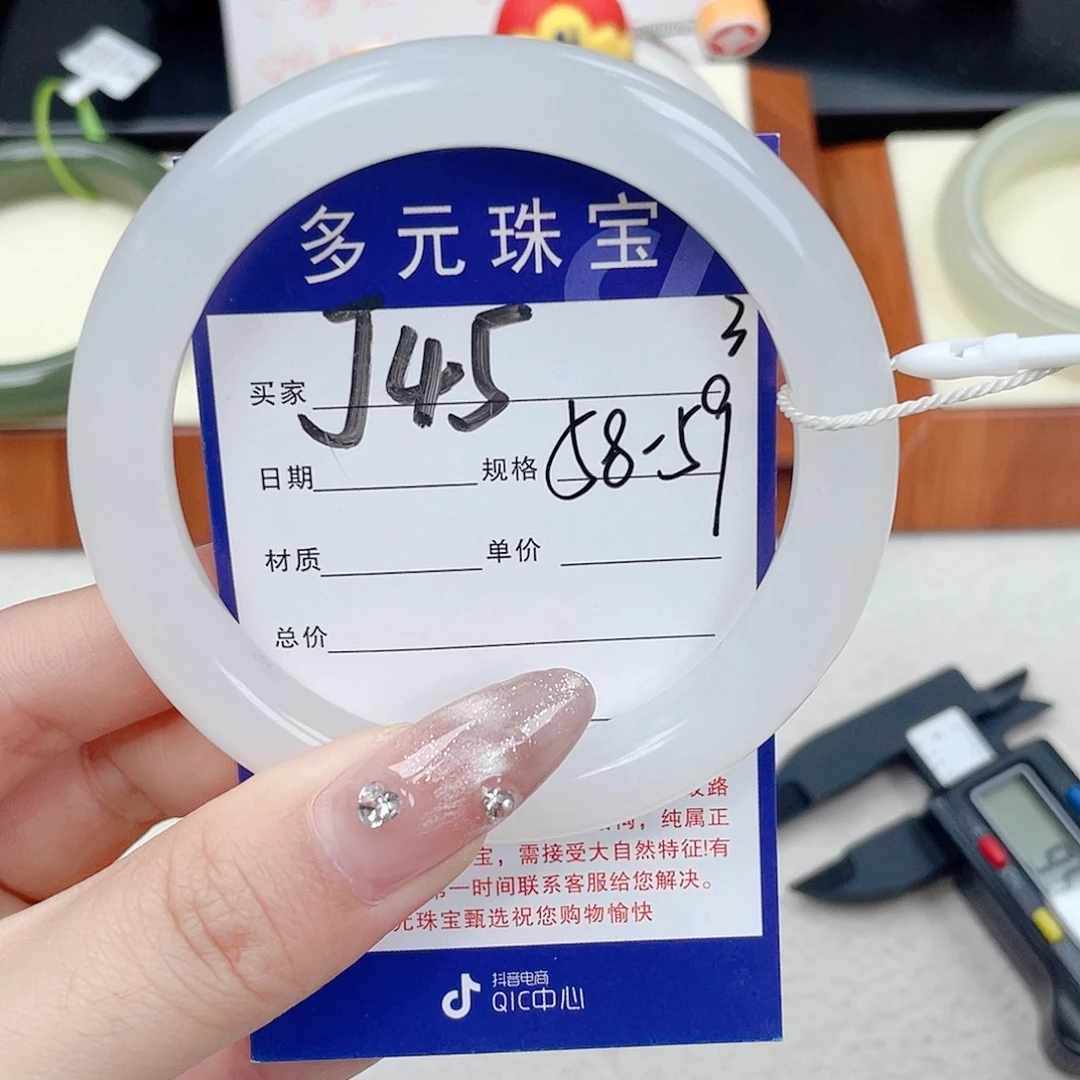 多元珠宝
J45
3
买家
日期
规格 58-59
材质
单价
总价
路
纯属正
宝，需接受大自然特征!有
一时间联系客服给您解决。
元珠宝甄选祝您购物愉快
抖音电商
QIC中心